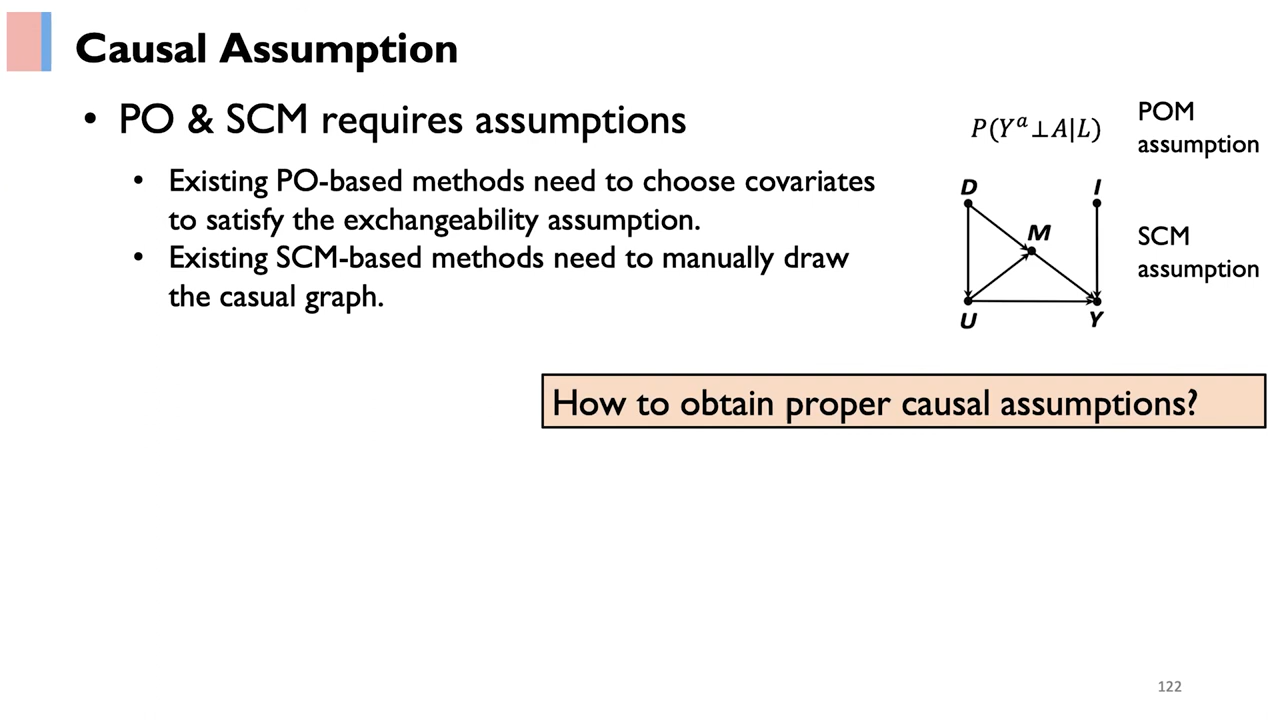 Causal Assumption
• PO & SCM requires assumptions
• Existing PO-based methods need to choose covariates
to satisfy the exchangeability assumption.
• Existing SCM-based methods need to manually draw
the casual graph.
P(Yᵃ⊥A|L)
POM
assumption
D
I
M
U
Y
SCM
assumption
How to obtain proper causal assumptions?
122